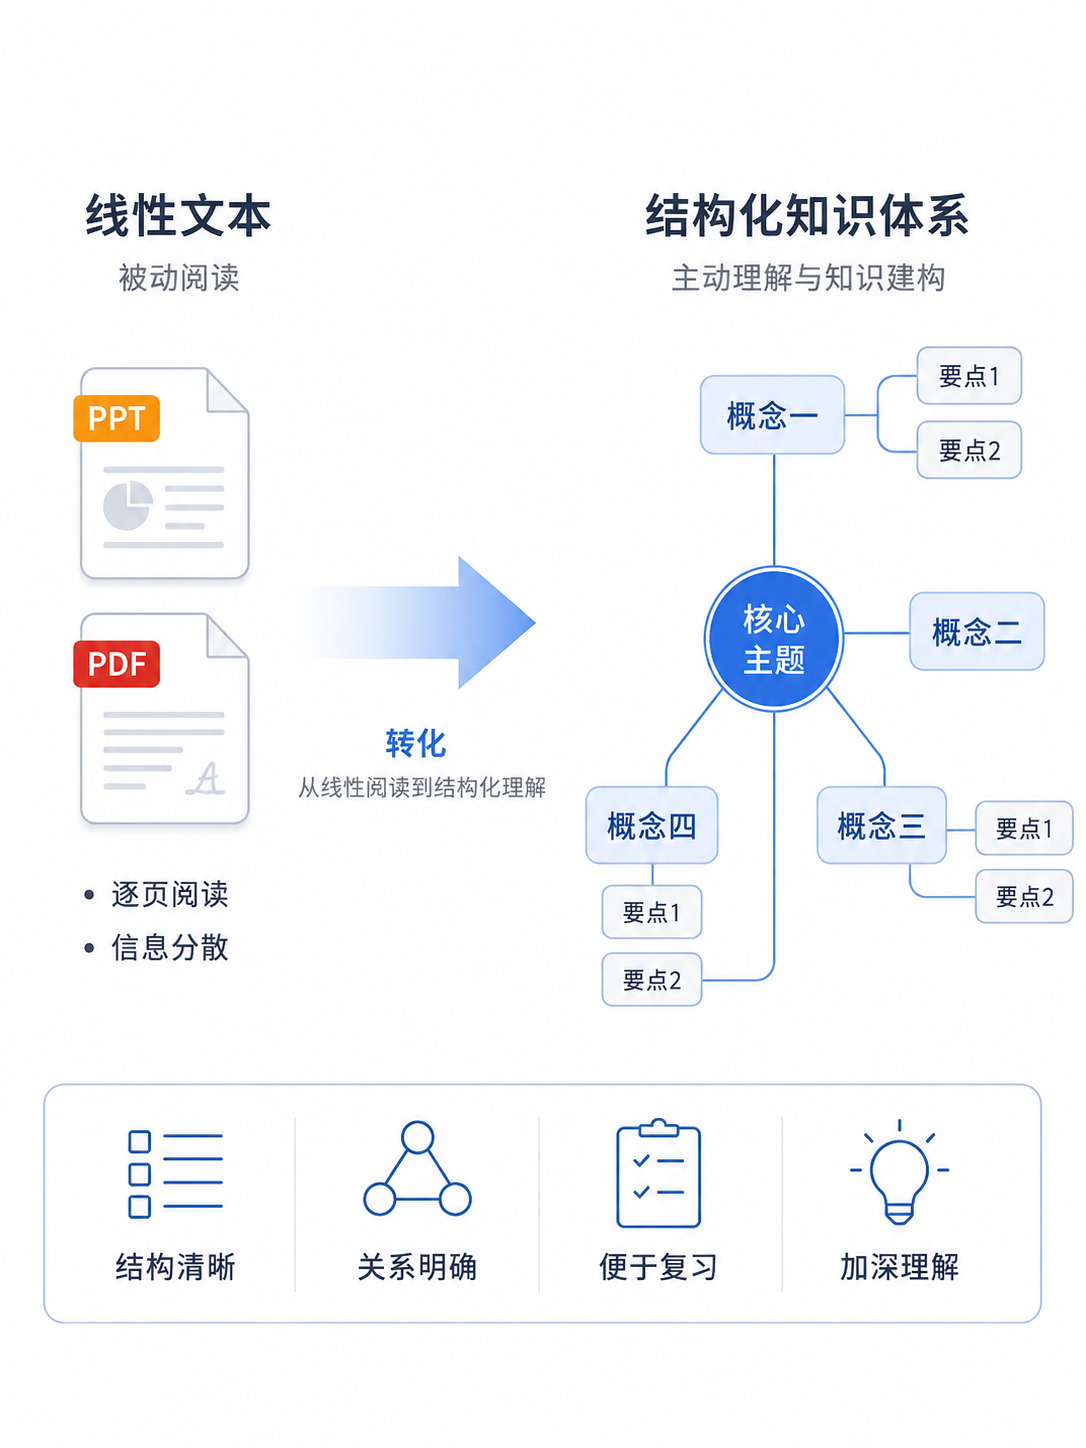 线性文本
被动阅读
PPT
PDF
逐页阅读
信息分散
转化
从线性阅读到结构化理解
结构化知识体系
主动理解与知识建构
概念一
要点1
要点2
核心
主题
概念二
概念四
要点1
要点2
概念三
要点1
要点2
结构清晰
关系明确
便于复习
加深理解